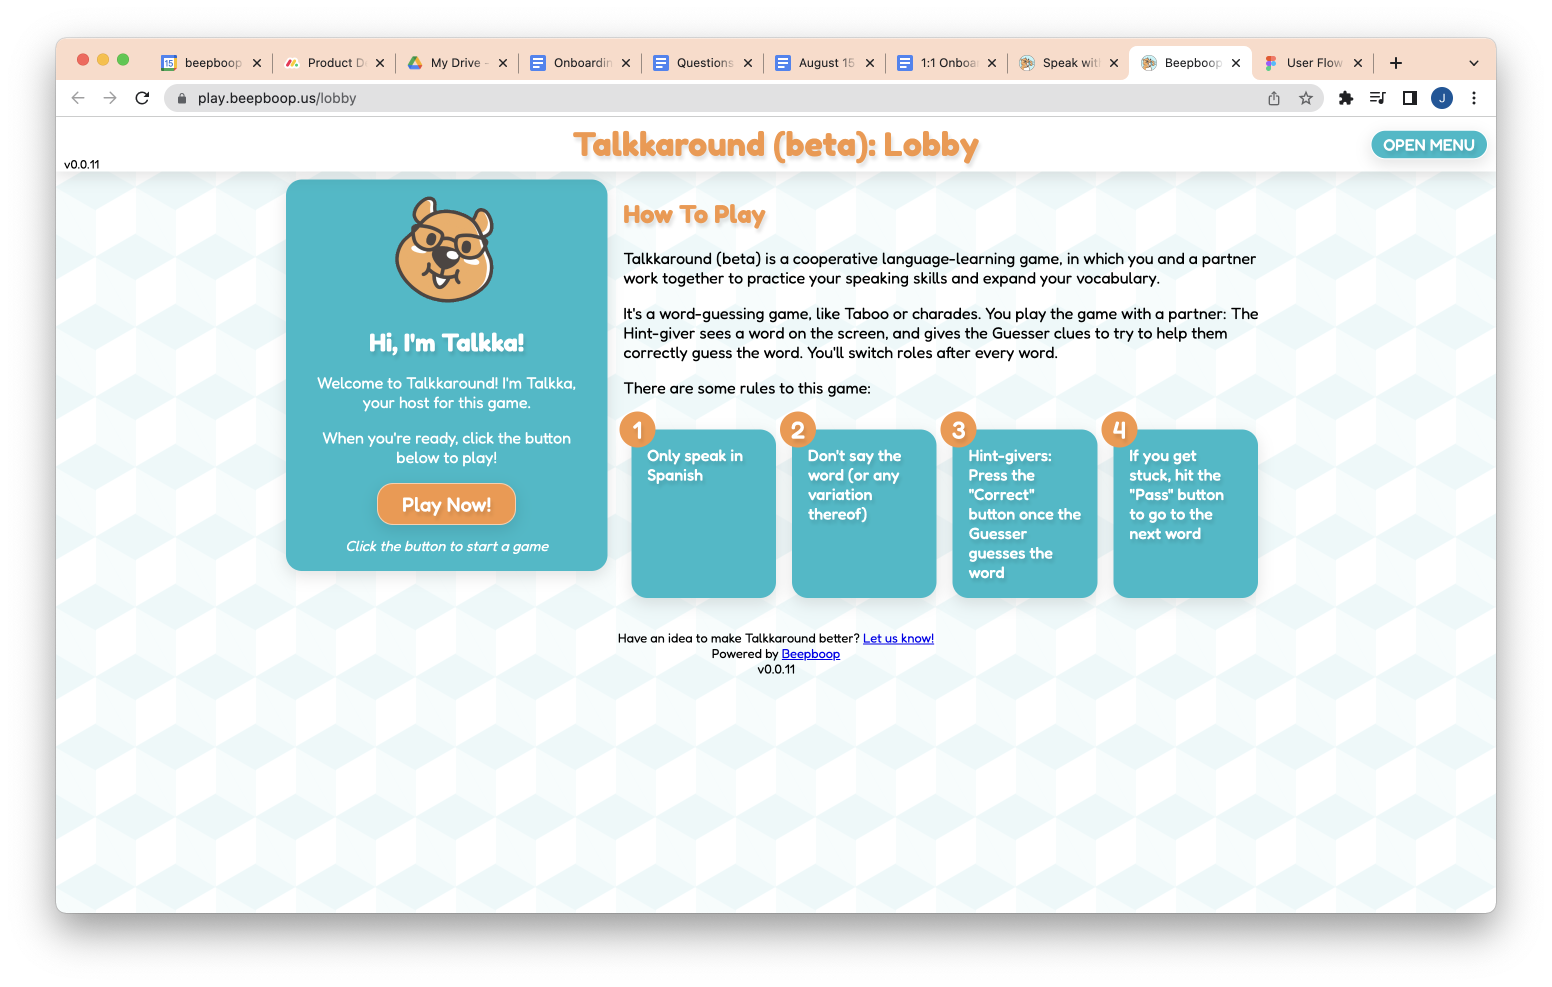 15 beepboop
Product D
My Drive -
Onboardin
Questions
August 15
1:1 Onboa
Speak wit
Beepboop
User Flow
play.beepboop.us/lobby
J
Talkkaround (beta): Lobby
OPEN MENU
v0.0.11
Hi, I'm Talkka!
Welcome to Talkkaround! I'm Talkka,
your host for this game.
When you're ready, click the button
below to play!
Play Now!
Click the button to start a game
How To Play
Talkkaround (beta) is a cooperative language-learning game, in which you and a partner
work together to practice your speaking skills and expand your vocabulary.
It's a word-guessing game, like Taboo or charades. You play the game with a partner: The
Hint-giver sees a word on the screen, and gives the Guesser clues to try to help them
correctly guess the word. You'll switch roles after every word.
There are some rules to this game:
1
Only speak in
Spanish
2
Don't say the
word (or any
variation
thereof)
3
Hint-givers:
Press the
"Correct"
button once the
Guesser
guesses the
word
4
If you get
stuck, hit the
"Pass" button
to go to the
next word
Have an idea to make Talkkaround better? Let us know!
Powered by Beepboop
v0.0.11